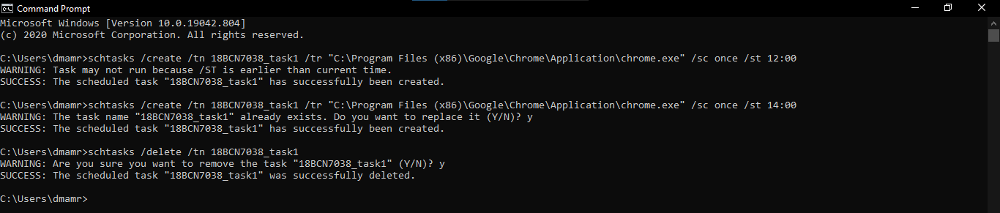 Command Prompt
Microsoft Windows [Version 10.0.19042.804]
(c) 2020 Microsoft Corporation. All rights reserved.
C:\Users\dmamr>schtasks /create /tn 18BCN7038_task1 /tr "C:\Program Files (x86)\Google\Chrome\Application\chrome.exe" /sc once /st 12:00
WARNING: Task may not run because /ST is earlier than current time.
SUCCESS: The scheduled task "18BCN7038_task1" has successfully been created.
C:\Users\dmamr>schtasks /create /tn 18BCN7038_task1 /tr "C:\Program Files (x86)\Google\Chrome\Application\chrome.exe" /sc once /st 14:00
WARNING: The task name "18BCN7038_task1" already exists. Do you want to replace it (Y/N)? y
SUCCESS: The scheduled task "18BCN7038_task1" has successfully been created.
C:\Users\dmamr>schtasks /delete /tn 18BCN7038_task1
WARNING: Are you sure you want to remove the task "18BCN7038_task1" (Y/N)? y
SUCCESS: The scheduled task "18BCN7038_task1" was successfully deleted.
C:\Users\dmamr>